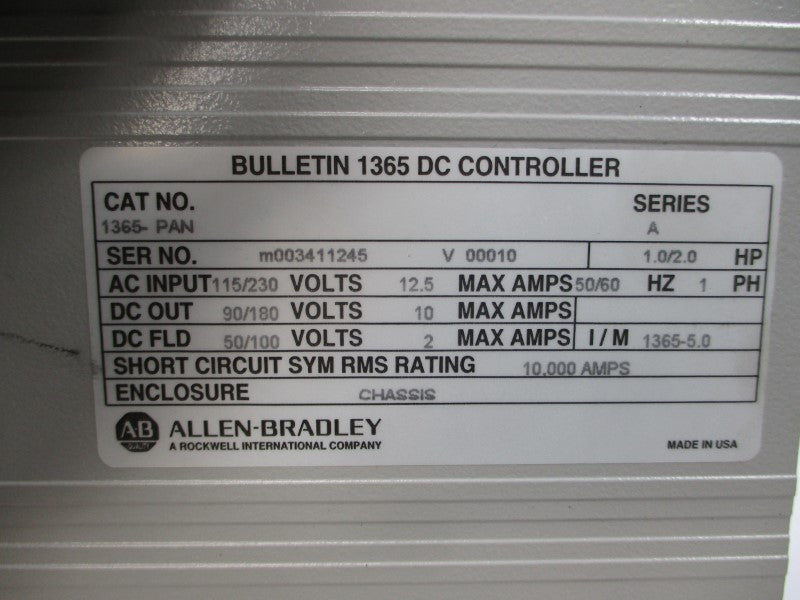 BULLETIN 1365 DC CONTROLLER
CAT NO. SERIES
1365- PAN A
SER NO. m003411245 V 00010 1.0/2.0 HP
AC INPUT 115/230 VOLTS 12.5 MAX AMPS 50/60 HZ 1 PH
DC OUT 90/180 VOLTS 10 MAX AMPS
DC FLD 50/100 VOLTS 2 MAX AMPS I / M 1365-5.0
SHORT CIRCUIT SYM RMS RATING 10,000 AMPS
ENCLOSURE CHASSIS
AB QUALITY ALLEN-BRADLEY
A ROCKWELL INTERNATIONAL COMPANY MADE IN USA